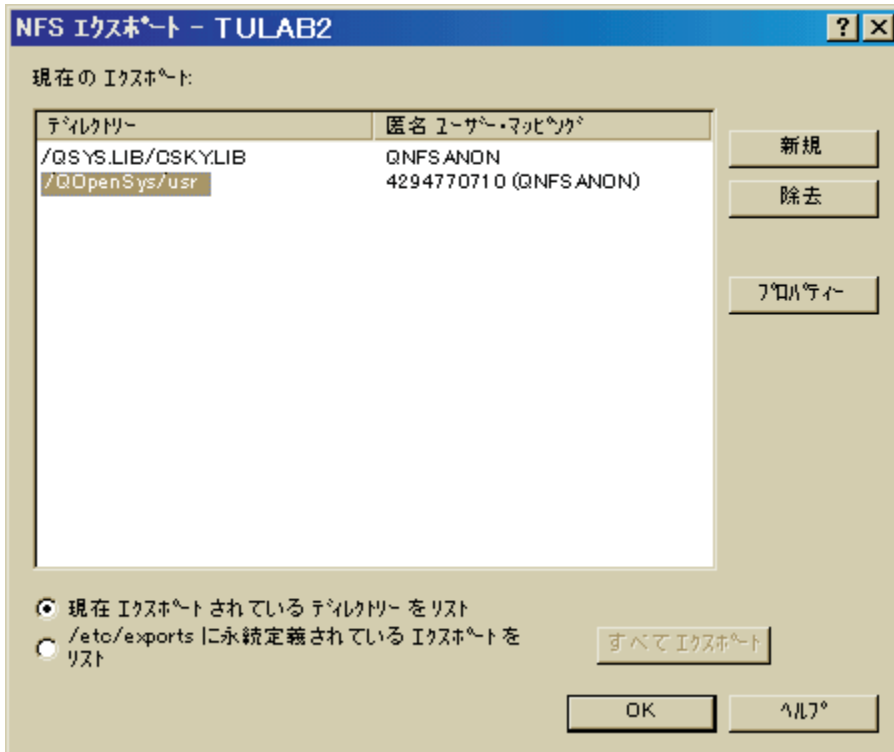 NFS ｴｸｽﾎﾟｰﾄ - TULAB2
現在の ｴｸｽﾎﾟｰﾄ:
ﾃﾞｨﾚｸﾄﾘｰ 匿名 ﾕｰｻﾞｰ･ﾏｯﾋﾟﾝｸﾞ
/QSYS.LIB/CSKY.LIB QNFSANON
/QOpenSys/usr 4294770710 (QNFSANON)
新規
除去
ﾌﾟﾛﾊﾟﾃｨｰ
現在 ｴｸｽﾎﾟｰﾄ されている ﾃﾞｨﾚｸﾄﾘｰ を ﾘｽﾄ
/etc/exports に永続定義されている ｴｸｽﾎﾟｰﾄ を
ﾘｽﾄ
すべて ｴｸｽﾎﾟｰﾄ
OK
ﾍﾙﾌﾟ